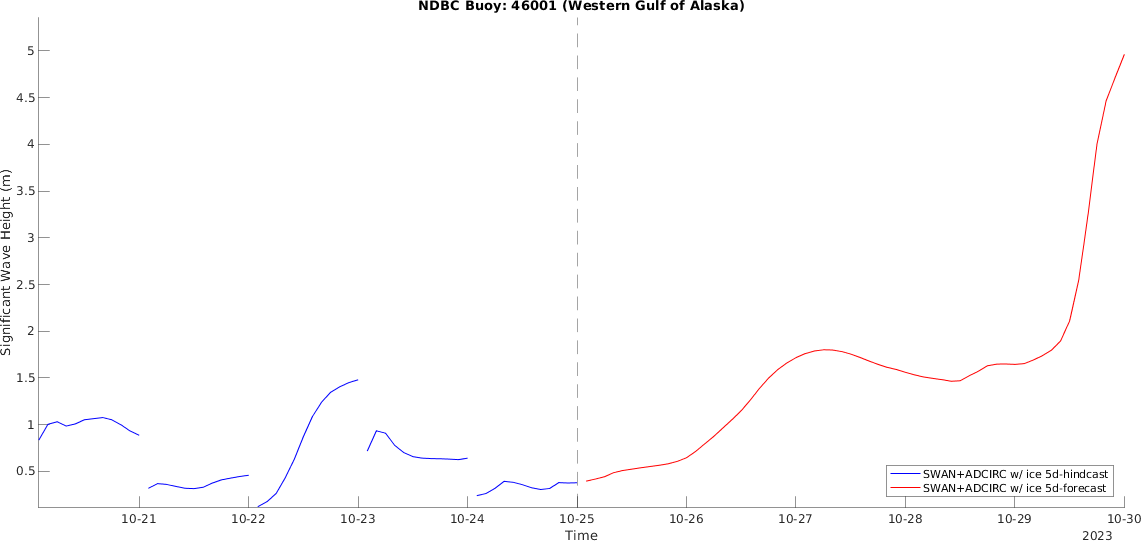 NDBC Buoy: 46001 (Western Gulf of Alaska)
Significant Wave Height (m)
5
4.5
4
3.5
3
2.5
2
1.5
1
0.5
SWAN+ADCIRC w/ ice 5d-hindcast
SWAN+ADCIRC w/ ice 5d-forecast
10-21 10-22 10-23 10-24 10-25 10-26 10-27 10-28 10-29 10-30
Time 2023